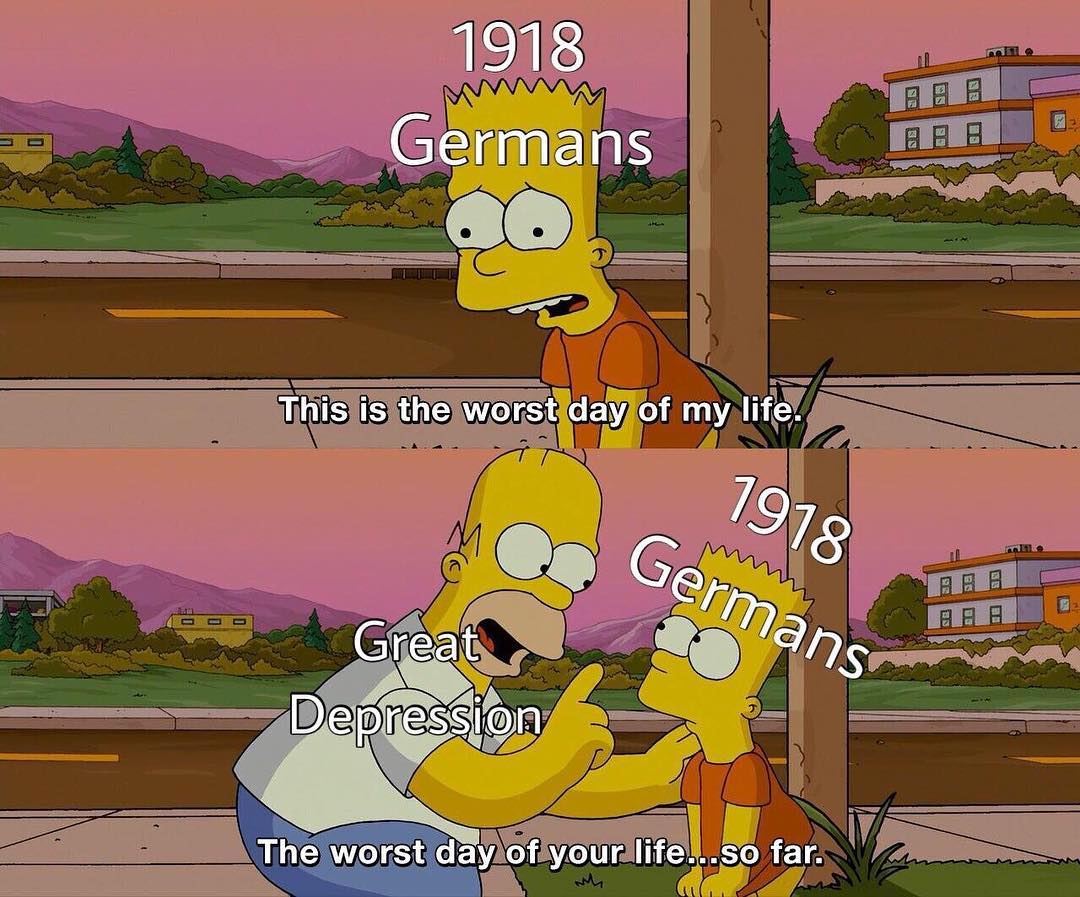 1918
Germans
This is the worst day of my life.
1918
Germans
Great
Depression
The worst day of your life...so far.